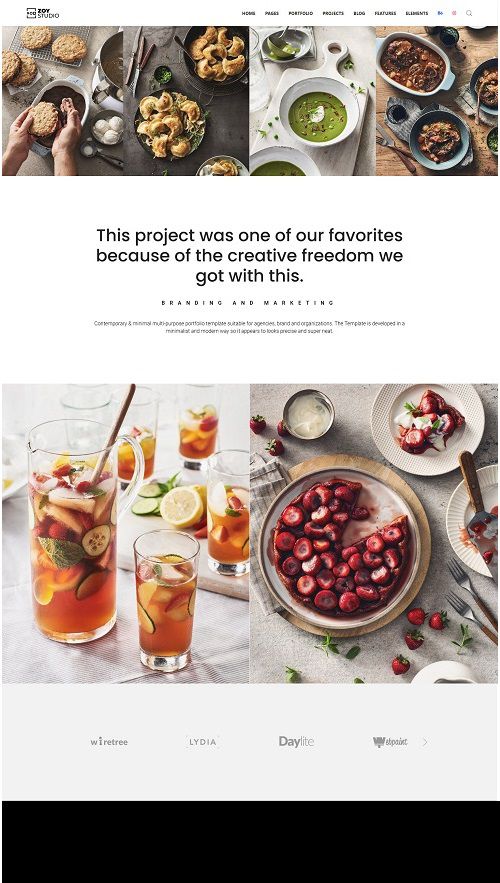 ZOY
STUDIO
HOME PAGES PORTFOLIO PROJECTS BLOG FEATURES ELEMENTS
This project was one of our favorites
because of the creative freedom we
got with this.
BRANDING AND MARKETING
Contemporary & minimal multi-purpose portfolio template suitable for agencies, brand and organizations. The Template is developed in a
minimalist and modern way so it appears to looks precise and super neat.
wiretree LYDIA Daylite Webpaint